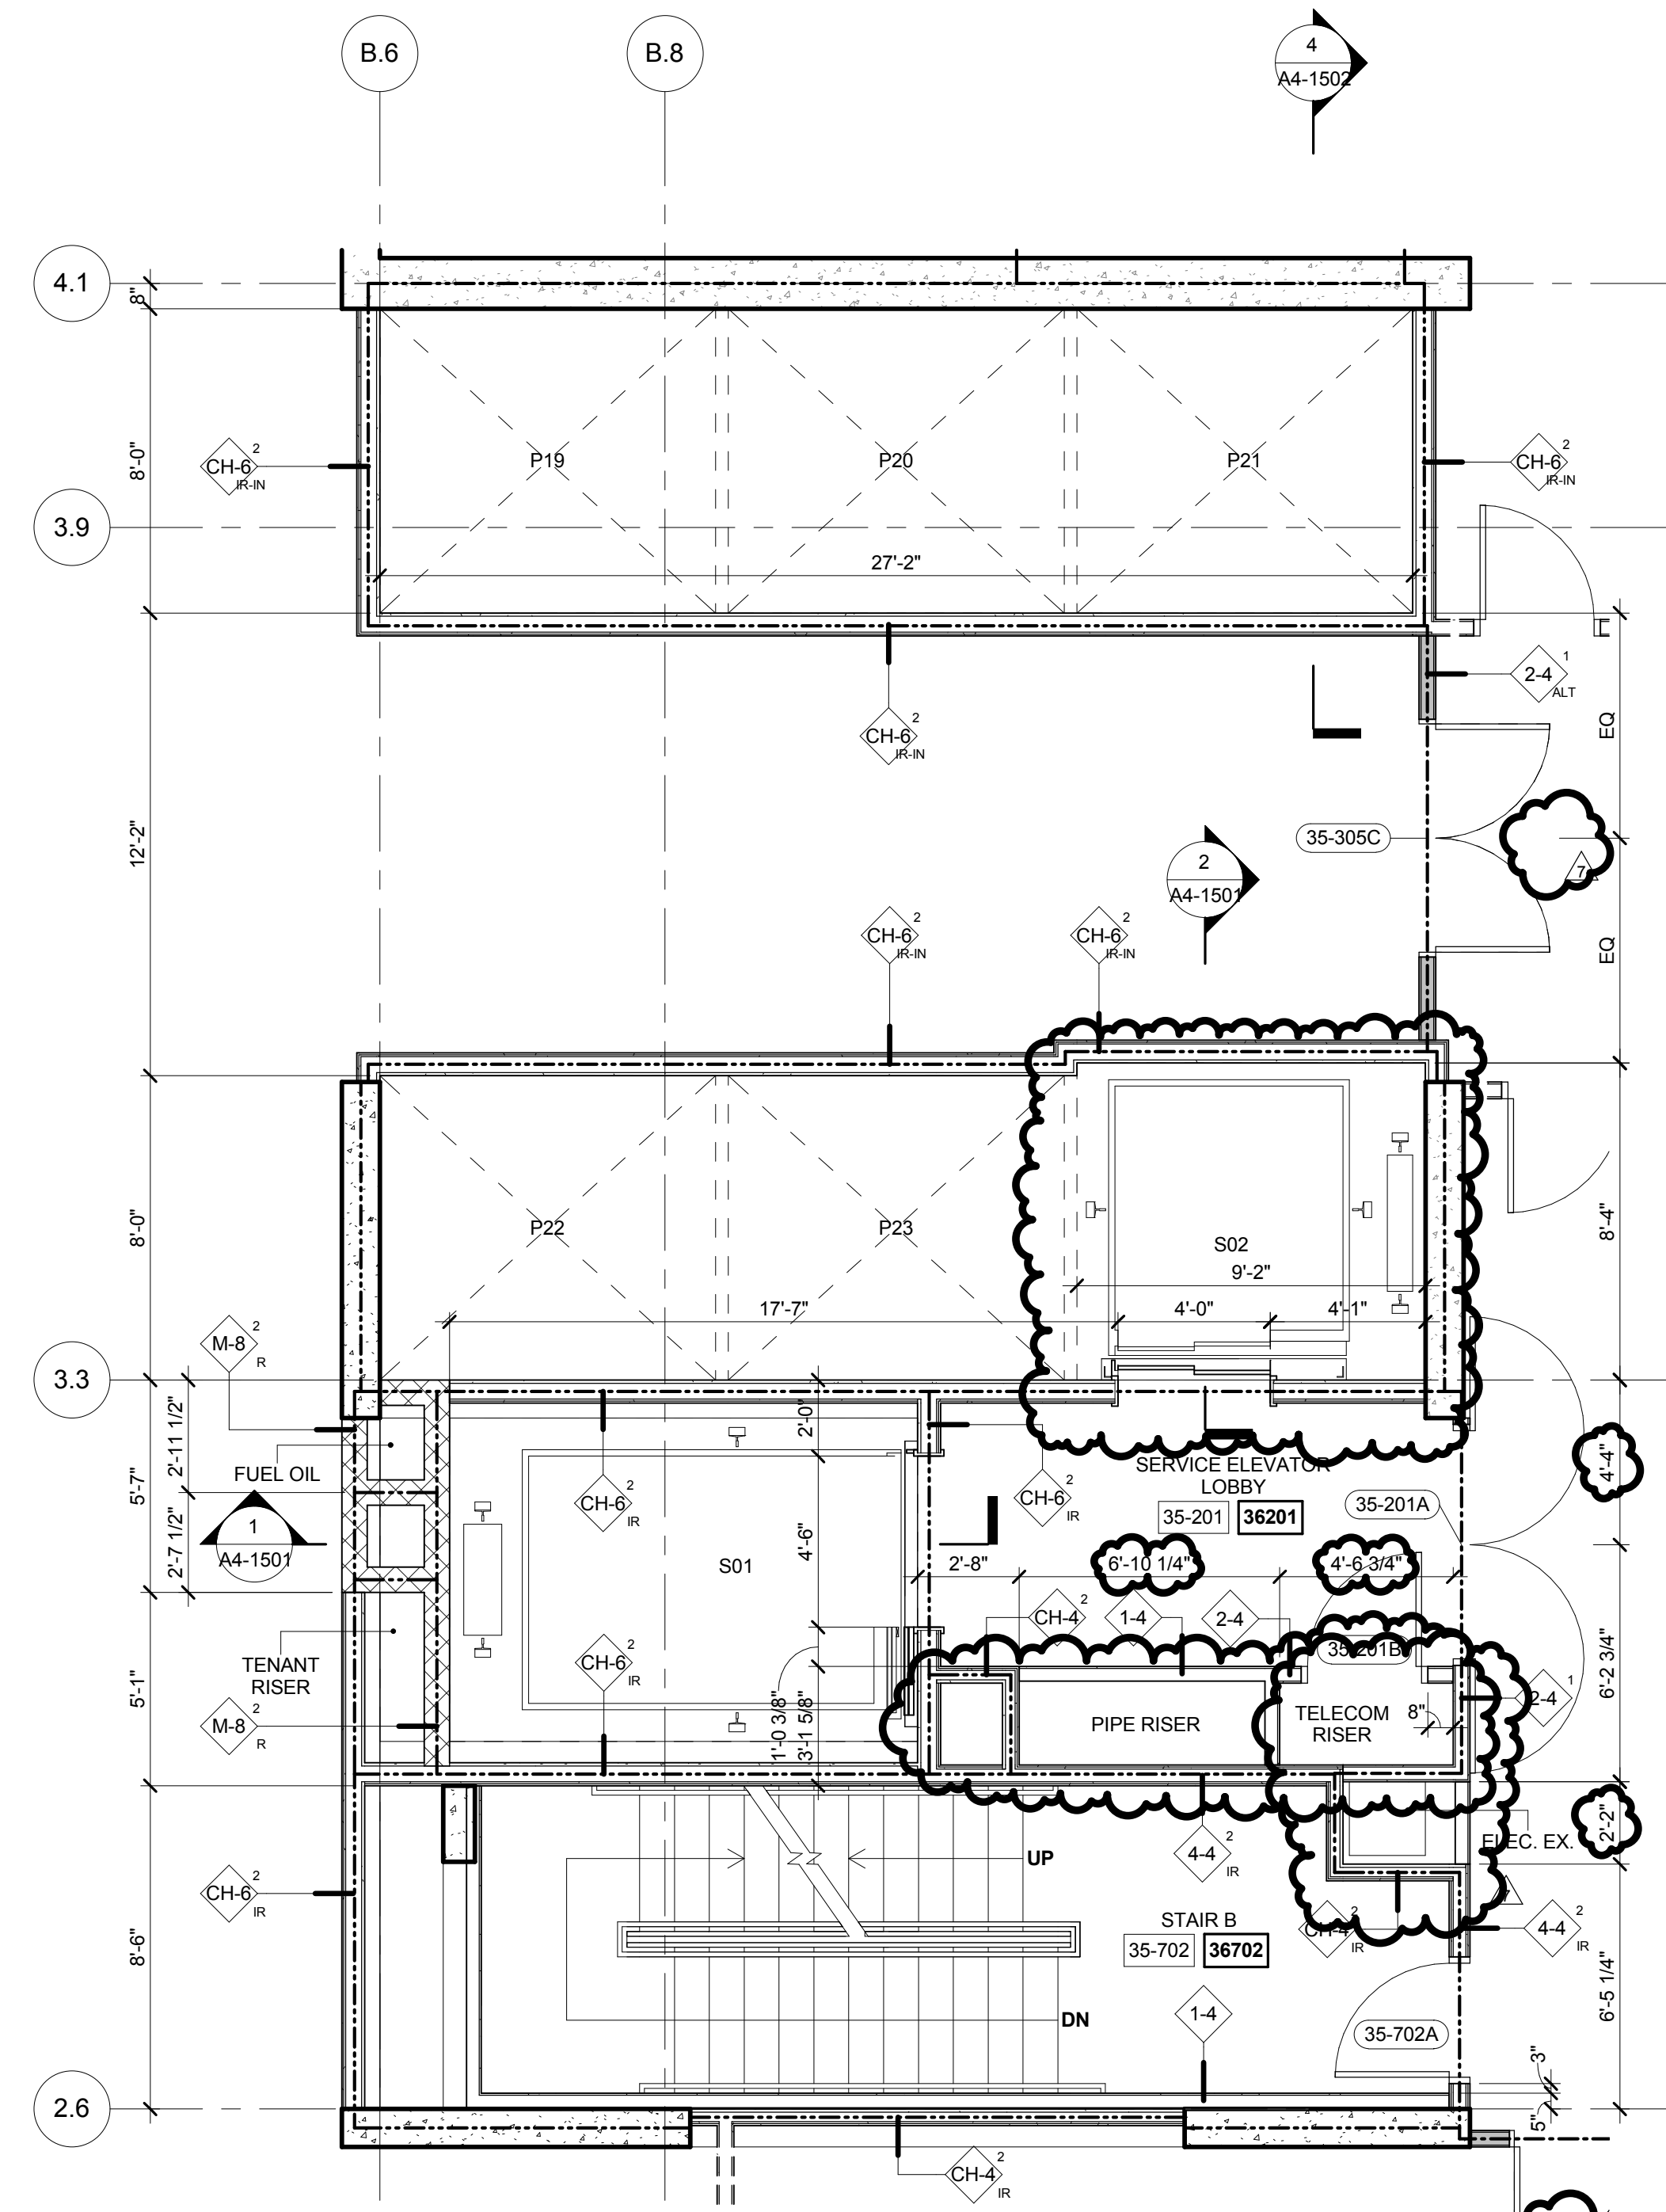 B.6
B.8
4
A4-1502
4.1
8"
8'-0"
CH-6
2
IR-IN
P19
P20
P21
CH-6
2
IR-IN
3.9
27'-2"
2-4
1
ALT
CH-6
2
IR-IN
EQ
12'-2"
35-305C
7
2
A4-1501
CH-6
2
IR-IN
CH-6
2
IR-IN
EQ
8'-0"
P22
P23
S02
9'-2"
8'-4"
17'-7"
4'-0"
4'-1"
M-8
2
R
3.3
2'-11 1/2"
2'-0"
5'-7"
FUEL OIL
4'-4"
SERVICE ELEVATOR
LOBBY
CH-6
2
IR
CH-6
2
IR
35-201
36201
35-201A
1
A4-1501
2'-7 1/2"
4'-6"
S01
2'-8"
6'-10 1/4"
4'-6 3/4"
CH-4
2
1-4
2-4
35-201B
TENANT
RISER
CH-6
2
IR
6'-2 3/4"
5'-1"
M-8
2
R
1'-0 3/8"
3'-1 5/8"
PIPE RISER
TELECOM
RISER
8"
2-4
1
ELEC. EX.
2'-2"
UP
4-4
2
IR
CH-6
2
IR
7
STAIR B
35-702
36702
CH-4
2
IR
4-4
2
IR
8'-6"
6'-5 1/4"
DN
1-4
35-702A
3"
2.6
5"
CH-4
2
IR